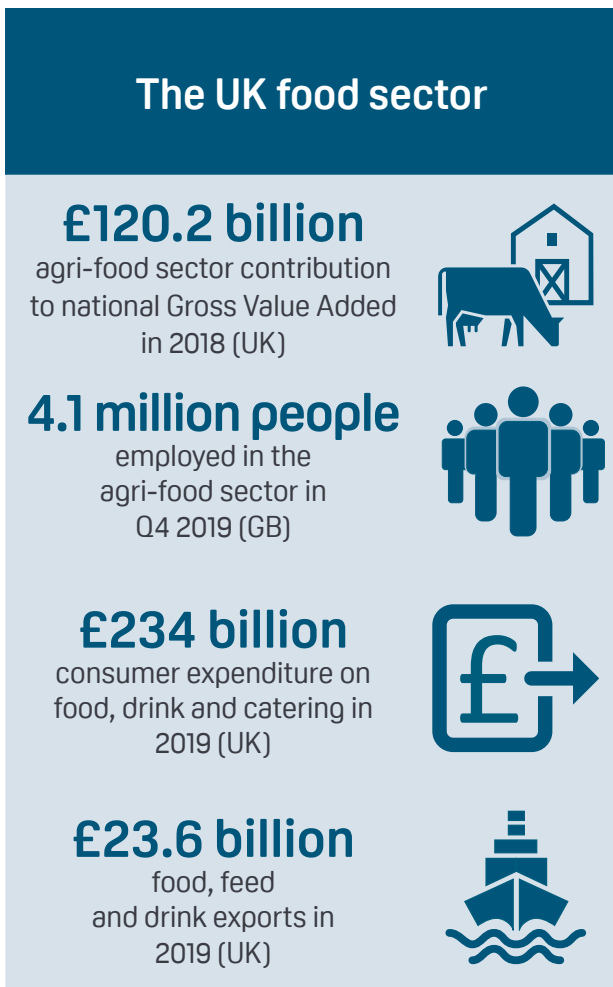 The UK food sector
£120.2 billion
agri-food sector contribution
to national Gross Value Added
in 2018 (UK)
4.1 million people
employed in the
agri-food sector in
Q4 2019 (GB)
£234 billion
consumer expenditure on
food, drink and catering in
2019 (UK)
£
£23.6 billion
food, feed
and drink exports in
2019 (UK)